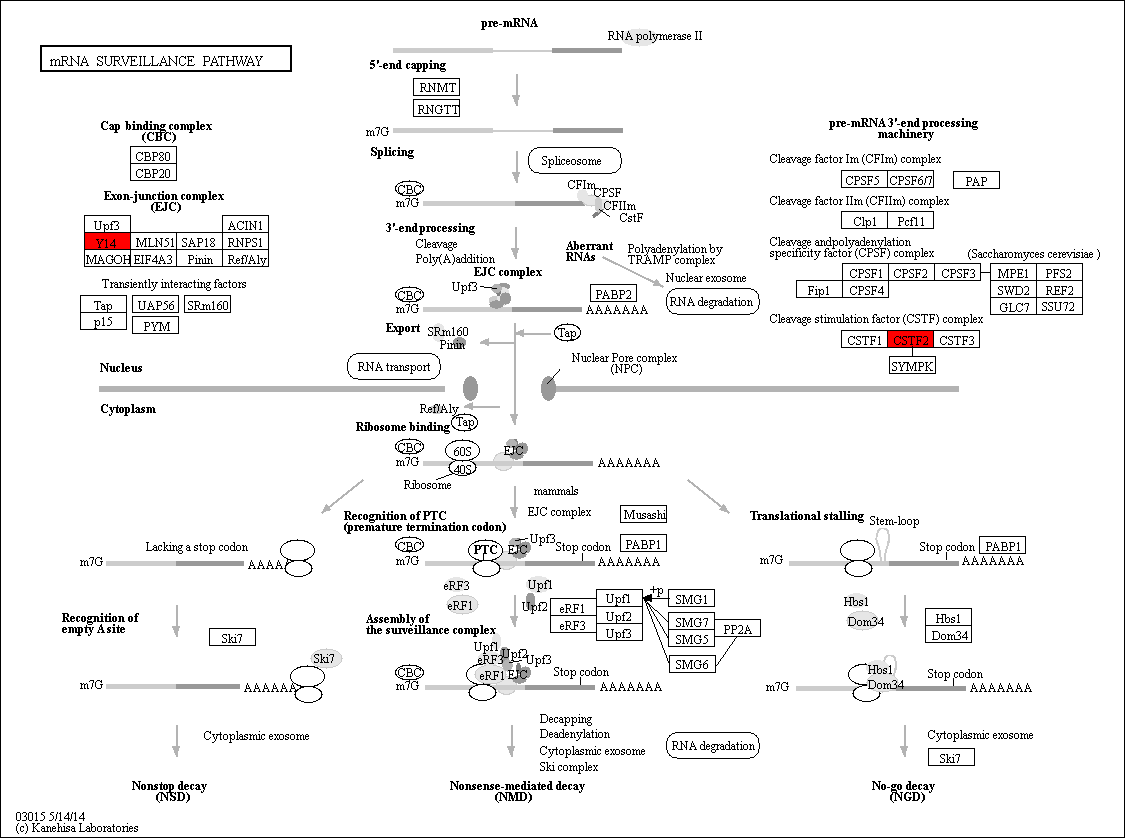 mRNA SURVEILLANCE PATHWAY
pre-mRNA
RNA polymerase II
5'-end capping
RNMT
RNGTT
m7G
Splicing
Spliceosome
CBC
m7G
CFIm
CPSF
CFIIm
CstF
3'-end processing
Cleavage
Poly(A)addition
EJC complex
Upf3
CBC
m7G
PABP2
AAAAAAA
Aberrant
RNAs
Polyadenylation by
TRAMP complex
Nuclear exosome
RNA degradation
Export
SRm160
Pinin
Tap
RNA transport
Nuclear Pore complex
(NPC)
Cap binding complex
(CBC)
CBP80
CBP20
Exon-junction complex
(EJC)
Upf3 ACIN1
Y14 MLN51 SAP18 RNPS1
MAGOH EIF4A3 Pinin Ref/Aly
Transiently interacting factors
Tap UAP56 SRm160
p15 PYM
pre-mRNA 3'-end processing
machinery
Cleavage factor Im (CFIm) complex
CPSF5 CPSF6/7 PAP
Cleavage factor IIm (CFIIm) complex
Clp1 Pcf11
Cleavage andpolyadenylation
specificity factor (CPSF) complex
(Saccharomyces cerevisiae )
CPSF1 CPSF2 CPSF3 MPE1 PFS2
Fip1 CPSF4 SWD2 REF2
GLC7 SSU72
Cleavage stimulation factor (CSTF) complex
CSTF1 CSTF2 CSTF3
SYMPK
Nucleus
Cytoplasm
Ref/Aly
Tap
Ribosome binding
CBC
m7G
60S
40S
EJC
AAAAAAA
Ribosome
mammals
EJC complex
Musashi
Recognition of PTC
(premature termination codon)
CBC
m7G
PTC
EJC
Upf3
Stop codon
PABP1
AAAAAAA
Lacking a stop codon
m7G
AAAAA
Translational stalling
Stem-loop
m7G
Stop codon
PABP1
AAAAAAA
eRF3
eRF1
Upf1
Upf2
eRF1
eRF3
Upf1
Upf2
Upf3
+p
SMG1
SMG7
SMG5
SMG6
PP2A
Hbs1
Dom34
Hbs1
Dom34
Recognition of
empty A site
Ski7
Ski7
m7G
AAAAAA
Assembly of
the surveillance complex
Upf1
eRF3
Upf2
Upf3
eRF1
EJC
CBC
m7G
Stop codon
AAAAAAA
m7G
Hbs1
Dom34
Stop codon
AAAAAAA
Cytoplasmic exosome
Decapping
Deadenylation
Cytoplasmic exosome
Ski complex
RNA degradation
Cytoplasmic exosome
Ski7
Nonstop decay
(NSD)
Nonsense-mediated decay
(NMD)
No-go decay
(NGD)
03015 5/14/14
(c) Kanehisa Laboratories